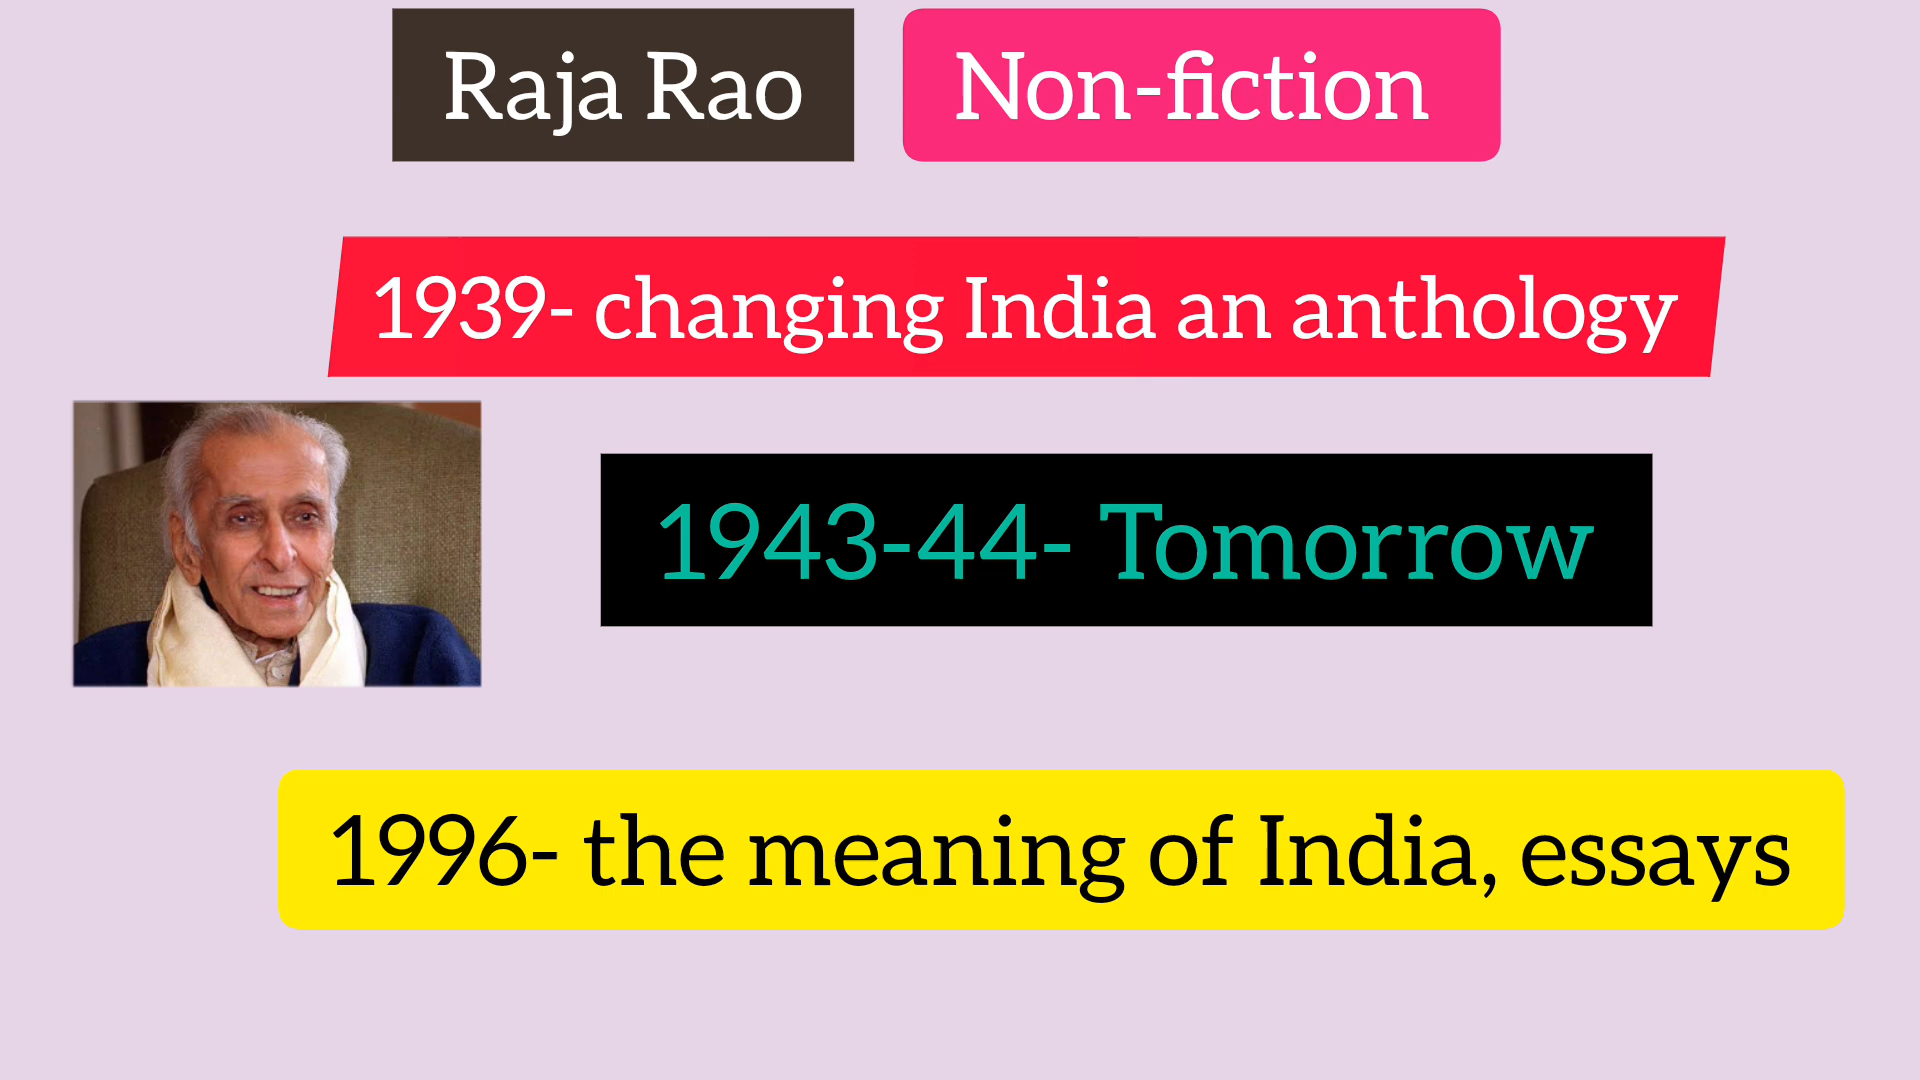 Raja Rao Non-fiction
1939- changing India an anthology
1943-44- Tomorrow
1996- the meaning of India, essays